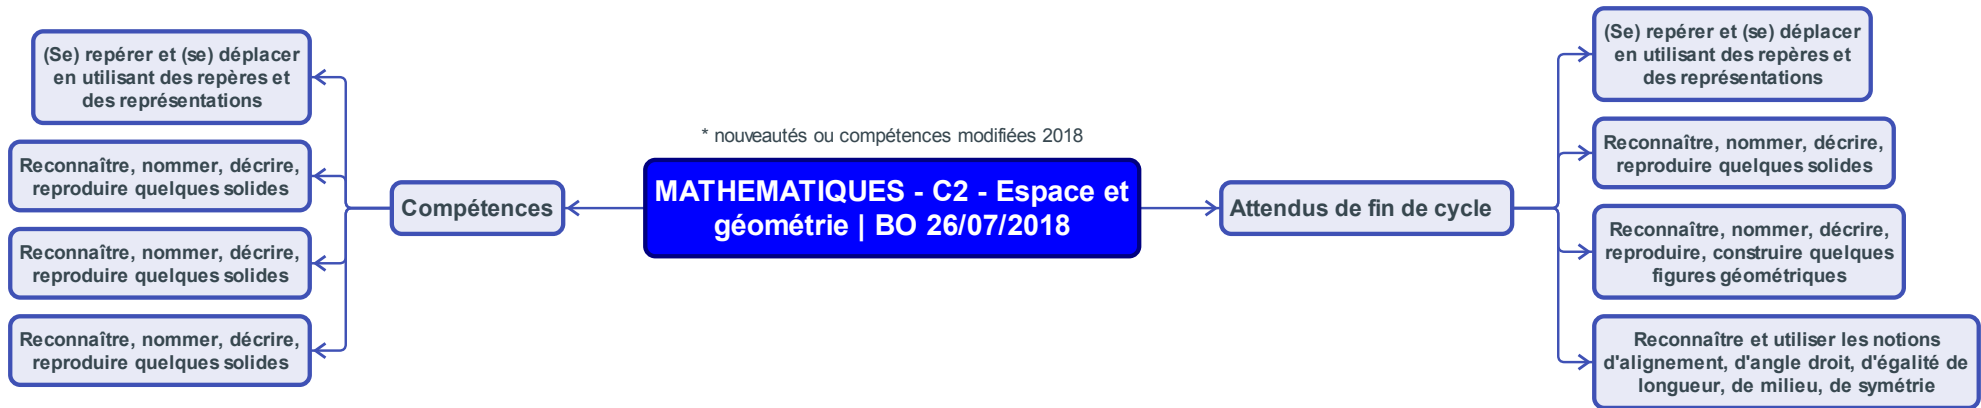 (Se) repérer et (se) déplacer
en utilisant des repères et
des représentations
Reconnaître, nommer, décrire,
reproduire quelques solides
Reconnaître, nommer, décrire,
reproduire quelques solides
Reconnaître, nommer, décrire,
reproduire quelques solides
Compétences
* nouveautés ou compétences modifiées 2018
MATHEMATIQUES - C2 - Espace et
géométrie | BO 26/07/2018
Attendus de fin de cycle
(Se) repérer et (se) déplacer
en utilisant des repères et
des représentations
Reconnaître, nommer, décrire,
reproduire quelques solides
Reconnaître, nommer, décrire,
reproduire, construire quelques
figures géométriques
Reconnaître et utiliser les notions
d'alignement, d'angle droit, d'égalité de
longueur, de milieu, de symétrie